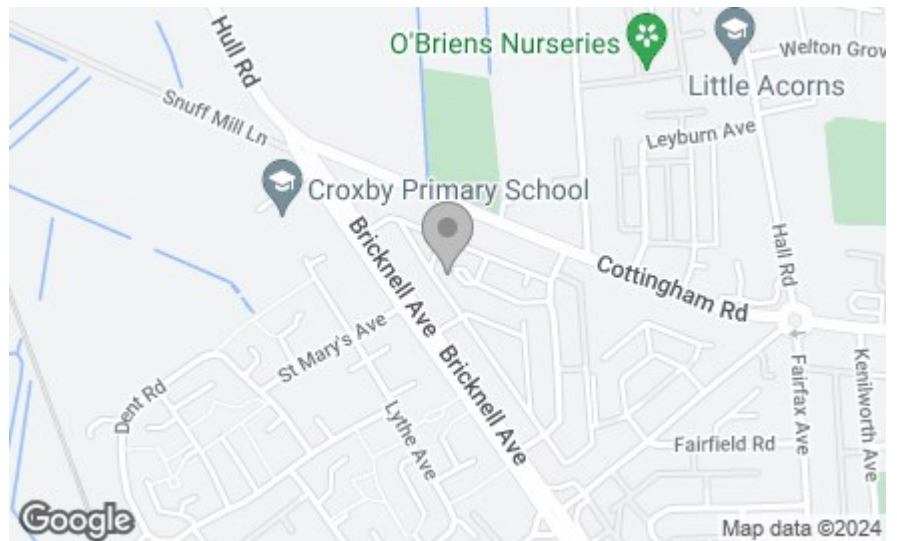 Hull Rd
O'Briens Nurseries
Welton Grov
Little Acorns
Snuff Mill Ln
Leyburn Ave
Croxby Primary School
Bricknell Ave
Hall Rd
Cottingham Rd
St Mary's Ave
Bricknell Ave
Dent Rd
Lythe Ave
Fairfax Ave
Kenilworth Ave
Fairfield Rd
Google
Map data ©2024